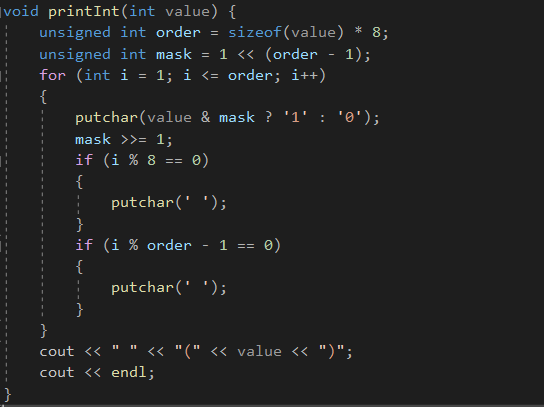 void printInt(int value) {
    unsigned int order = sizeof(value) * 8;
    unsigned int mask = 1 << (order - 1);
    for (int i = 1; i <= order; i++)
    {
        putchar(value & mask ? '1' : '0');
        mask >>= 1;
        if (i % 8 == 0)
        {
            putchar(' ');
        }
        if (i % order - 1 == 0)
        {
            putchar(' ');
        }
    }
    cout << " " << "(" << value << ")";
    cout << endl;
}